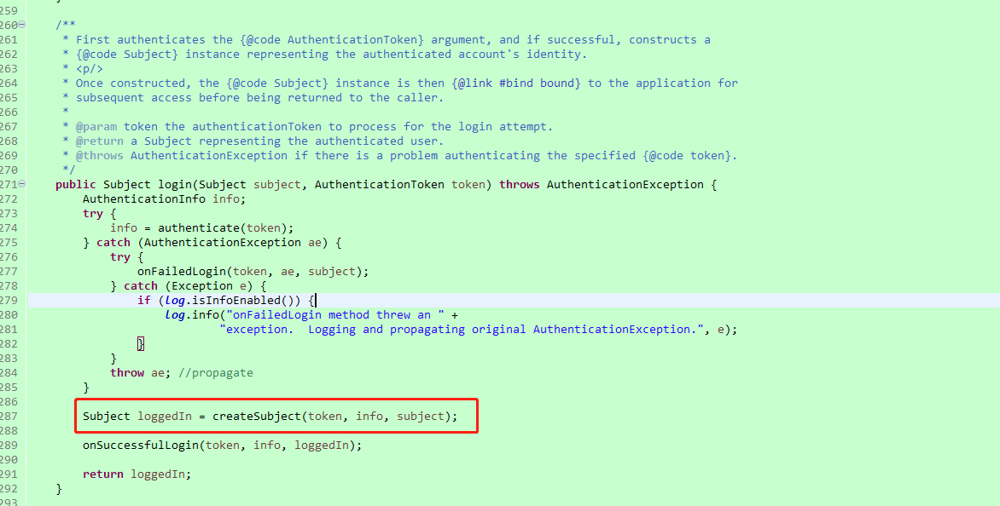 259
260 /**
261 * First authenticates the {@code AuthenticationToken} argument, and if successful, constructs a
262 * {@code Subject} instance representing the authenticated account's identity.
263 * <p/>
264 * Once constructed, the {@code Subject} instance is then {@link #bind bound} to the application for
265 * subsequent access before being returned to the caller.
266 *
267 * @param token the authenticationToken to process for the login attempt.
268 * @return a Subject representing the authenticated user.
269 * @throws AuthenticationException if there is a problem authenticating the specified {@code token}.
270 */
271 public Subject login(Subject subject, AuthenticationToken token) throws AuthenticationException {
272 AuthenticationInfo info;
273 try {
274 info = authenticate(token);
275 } catch (AuthenticationException ae) {
276 try {
277 onFailedLogin(token, ae, subject);
278 } catch (Exception e) {
279 if (log.isInfoEnabled()) {
280 log.info("onFailedLogin method threw an " +
281 "exception.  Logging and propagating original AuthenticationException.", e);
282 }
283 }
284 throw ae; //propagate
285 }
286
287 Subject loggedIn = createSubject(token, info, subject);
288
289 onSuccessfulLogin(token, info, loggedIn);
290
291 return loggedIn;
292 }
293